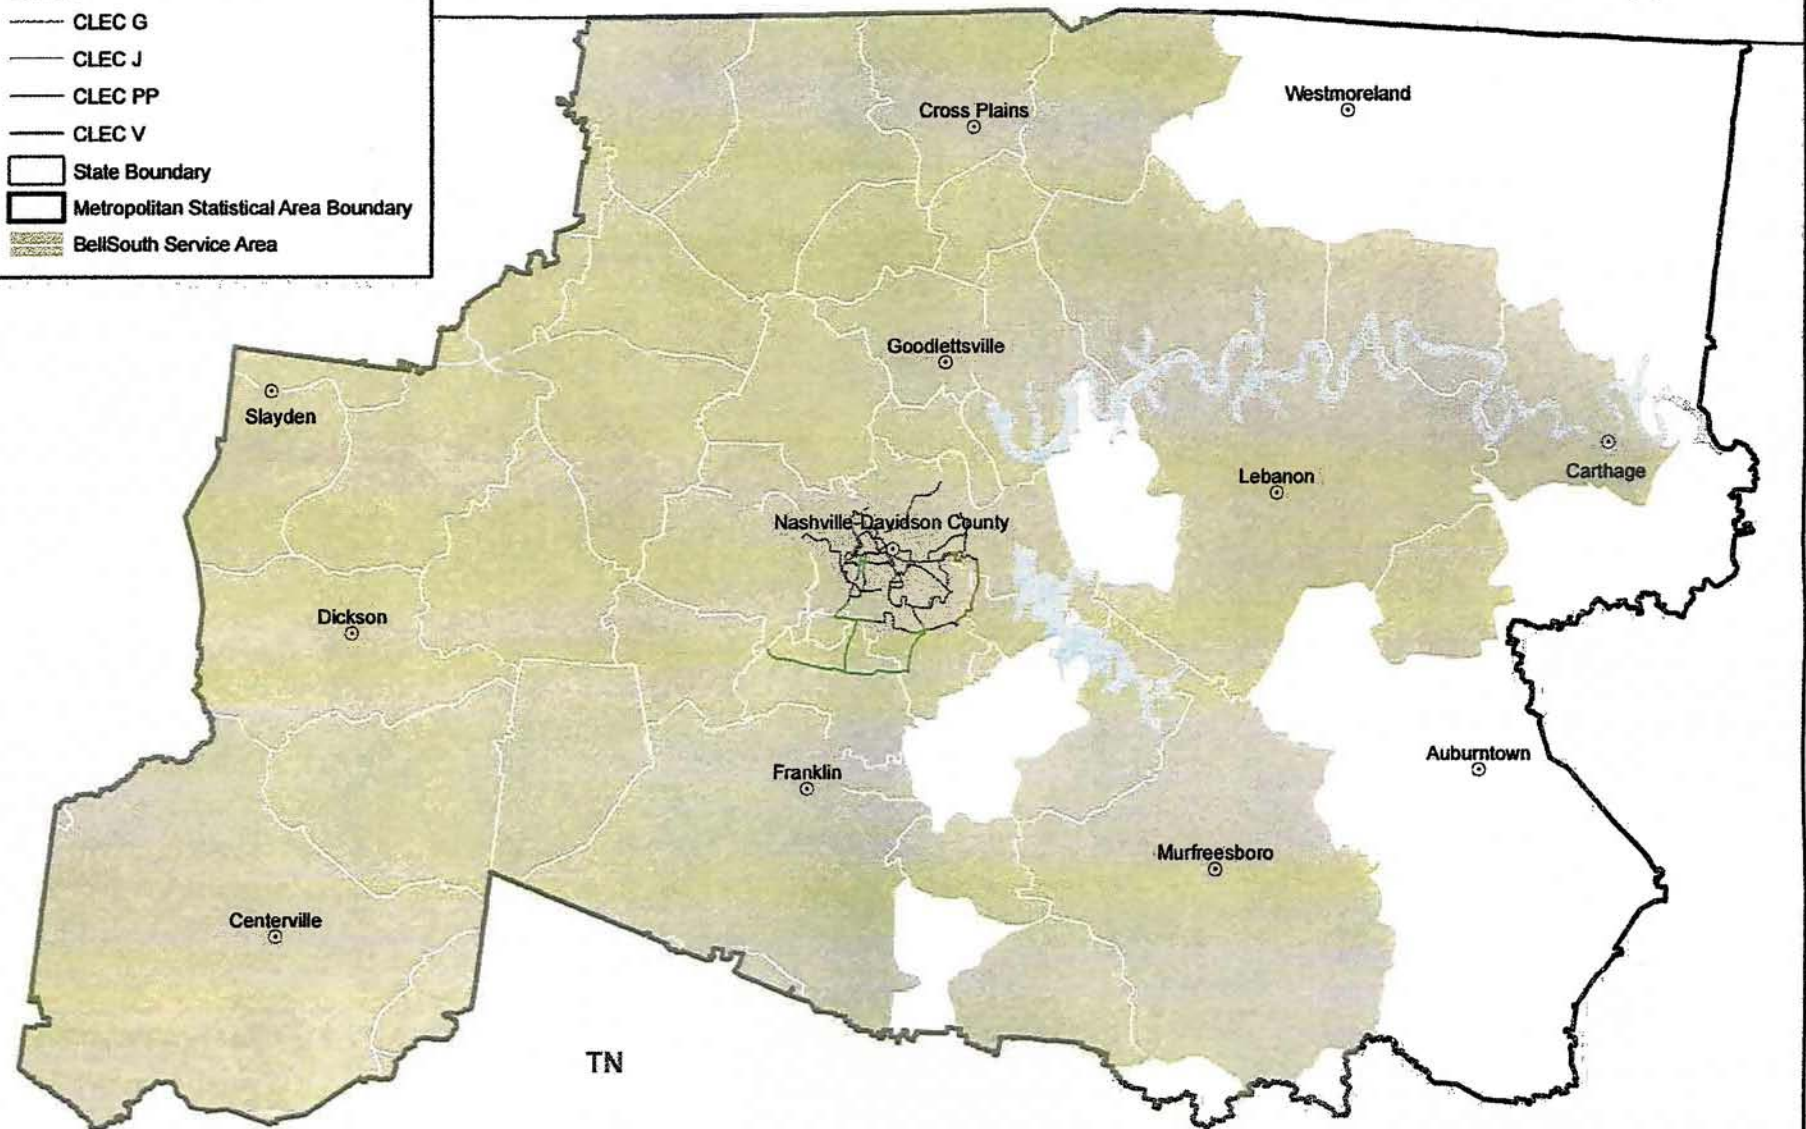 CLEC G
CLEC J
CLEC PP
CLEC V
State Boundary
Metropolitan Statistical Area Boundary
BellSouth Service Area
Westmoreland
Cross Plains
Goodlettsville
Slayden
Carthage
Lebanon
Nashville-Davidson County
Dickson
Auburntown
Franklin
Murfreesboro
Centerville
TN